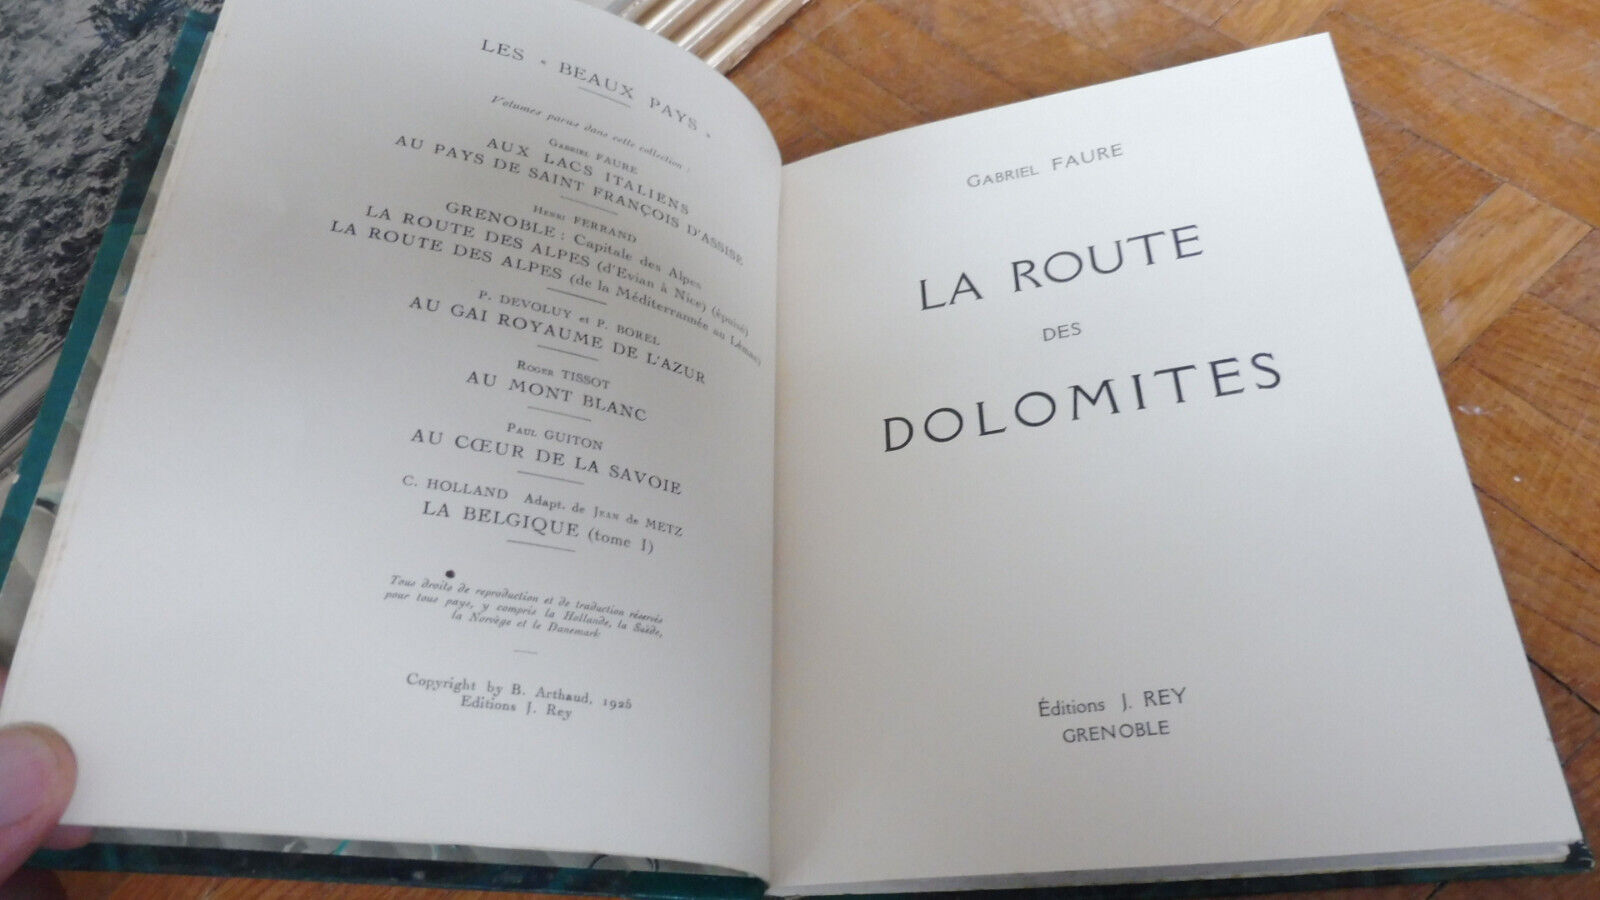 LES « BEAUX PAYS »
Volumes parus dans cette collection :
Gabriel FAURE
AUX LACS ITALIENS
AU PAYS DE SAINT FRANÇOIS D'ASSISE
Henri FERRAND
GRENOBLE : Capitale des Alpes
LA ROUTE DES ALPES (d'Evian à Nice) (épuisé)
LA ROUTE DES ALPES (de la Méditerrannée au Léman)
P. DEVOLUY et P. BOREL
AU GAI ROYAUME DE L'AZUR
Roger TISSOT
AU MONT BLANC
Paul GUITON
AU CŒUR DE LA SAVOIE
C. HOLLAND Adapt. de Jean de METZ
LA BELGIQUE (tome I)
Tous droits de reproduction et de traduction réservés
pour tous pays, y compris la Hollande, la Suède,
la Norvège et le Danemark
Copyright by B. Arthaud, 1925
Editions J. Rey
Gabriel FAURE
LA ROUTE
DES
DOLOMITES
Éditions J. REY
GRENOBLE